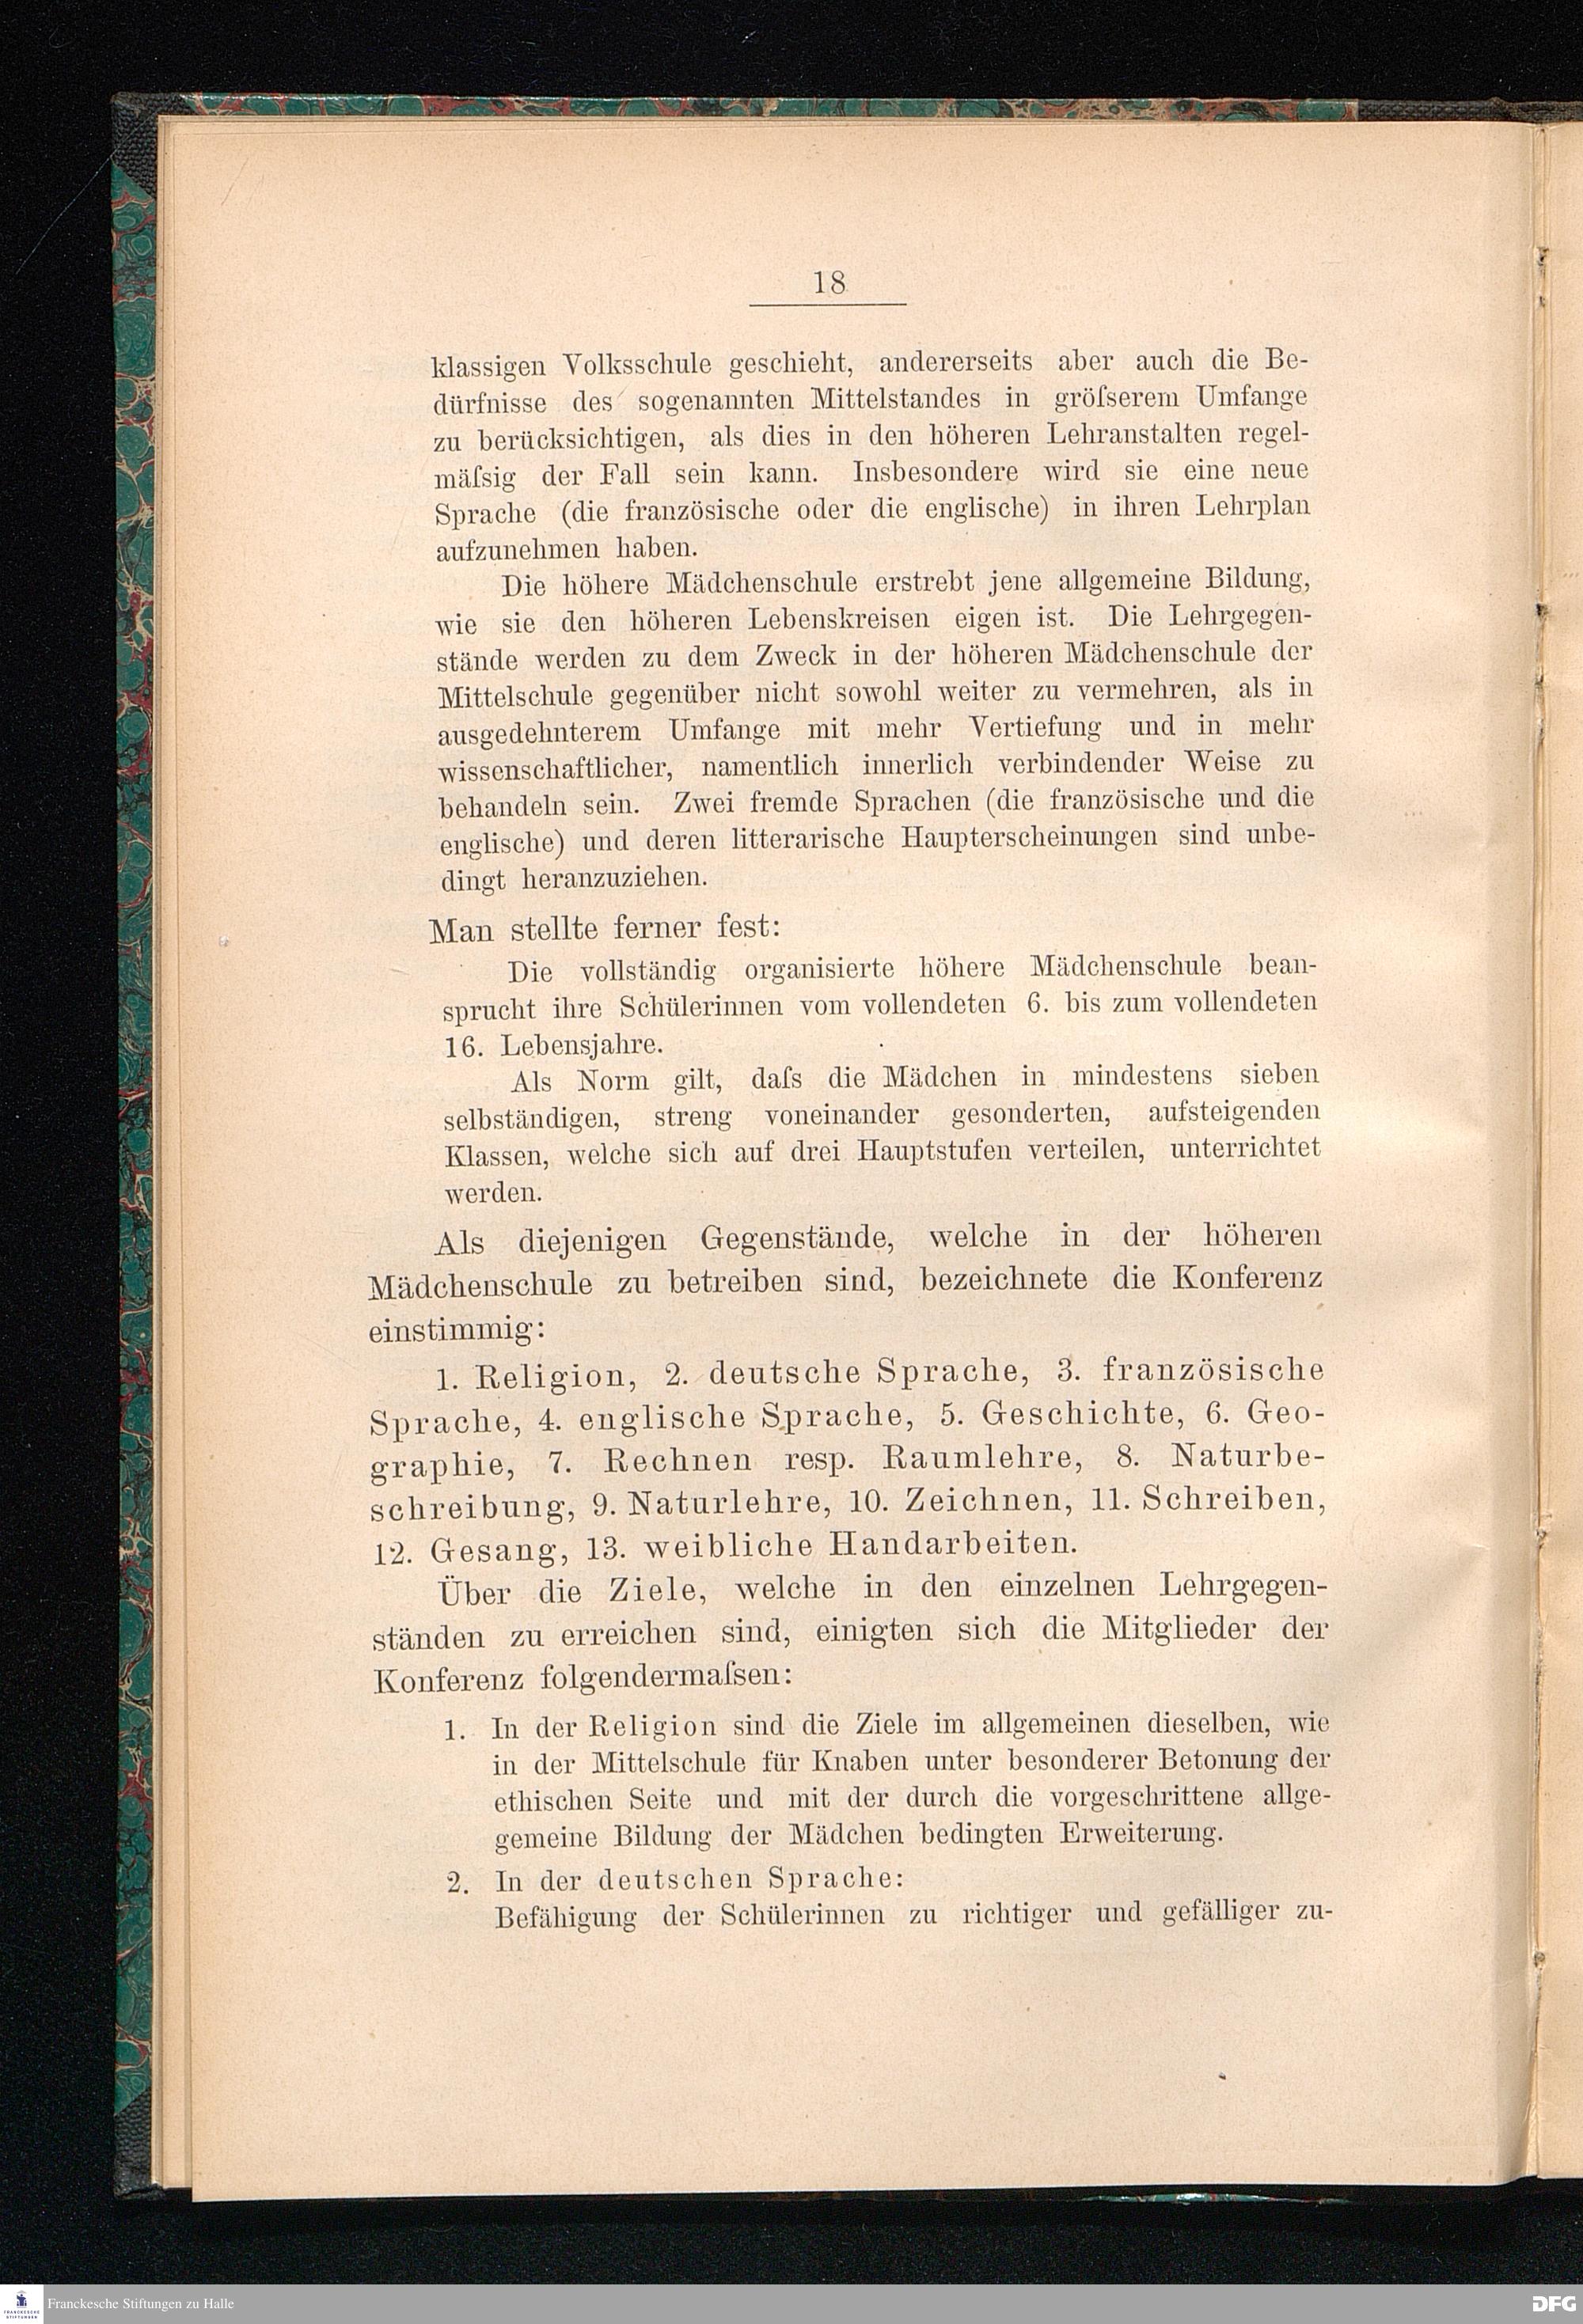 18
klassigen Volksschule geschieht, andererseits aber auch die Be-
dürfnisse des sogenannten Mittelstandes in gröſserem Umfange
zu berücksichtigen, als dies in den höheren Lehranstalten regel-
mäſsig der Fall sein kann. Insbesondere wird sie eine neue
Sprache (die französische oder die englische) in ihren Lehrplan
aufzunehmen haben.
Die höhere Mädchenschule erstrebt jene allgemeine Bildung,
wie sie den höheren Lebenskreisen eigen ist. Die Lehrgegen-
stände werden zu dem Zweck in der höheren Mädchenschule der
Mittelschule gegenüber nicht sowohl weiter zu vermehren, als in
ausgedehnterem Umfange mit mehr Vertiefung und in mehr
wissenschaftlicher, namentlich innerlich verbindender Weise zu
behandeln sein. Zwei fremde Sprachen (die französische und die
englische) und deren litterarische Haupterscheinungen sind unbe-
dingt heranzuziehen.
Man stellte ferner fest:
Die vollständig organisierte höhere Mädchenschule bean-
sprucht ihre Schülerinnen vom vollendeten 6. bis zum vollendeten
16. Lebensjahre.
Als Norm gilt, daſs die Mädchen in mindestens sieben
selbständigen, streng voneinander gesonderten, aufsteigenden
Klassen, welche sich auf drei Hauptstufen verteilen, unterrichtet
werden.
Als diejenigen Gegenstände, welche in der höheren
Mädchenschule zu betreiben sind, bezeichnete die Konferenz
einstimmig:
1. Religion, 2. deutsche Sprache, 3. französische
Sprache, 4. englische Sprache, 5. Geschichte, 6. Geo-
graphie, 7. Rechnen resp. Raumlehre, 8. Naturbe-
schreibung, 9. Naturlehre, 10. Zeichnen, 11. Schreiben,
12. Gesang, 13. weibliche Handarbeiten.
Über die Ziele, welche in den einzelnen Lehrgegen-
ständen zu erreichen sind, einigten sich die Mitglieder der
Konferenz folgendermaſsen:
1. In der Religion sind die Ziele im allgemeinen dieselben, wie
in der Mittelschule für Knaben unter besonderer Betonung der
ethischen Seite und mit der durch die vorgeschrittene allge-
gemeine Bildung der Mädchen bedingten Erweiterung.
2. In der deutschen Sprache:
Befähigung der Schülerinnen zu richtiger und gefälliger zu-
FRANCKESCHE
STIFTUNGEN
Franckesche Stiftungen zu Halle
DFG